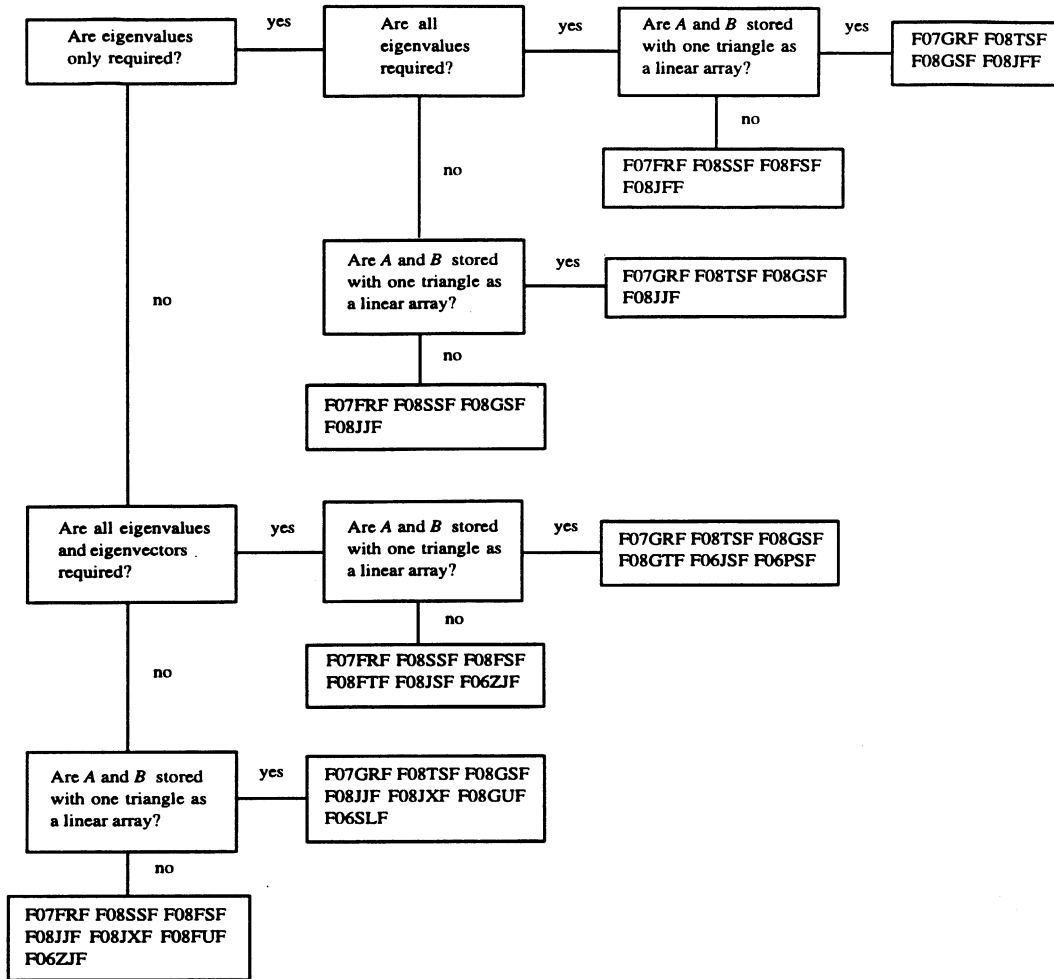 Are eigenvalues
only required?
yes
Are all
eigenvalues
required?
yes
Are A and B stored
with one triangle as
a linear array?
yes
F07GRF F08TSF
F08GSF F08JFF
no
F07FRF F08SSF F08FSF
F08JFF
no
Are A and B stored
with one triangle as
a linear array?
yes
F07GRF F08TSF F08GSF
F08JJF
no
F07FRF F08SSF F08GSF
F08JJF
no
Are all eigenvalues
and eigenvectors
required?
yes
Are A and B stored
with one triangle as
a linear array?
yes
F07GRF F08TSF F08GSF
F08GTF F06JSF F06PSF
no
F07FRF F08SSF F08FSF
F08FTF F08JSF F06ZJF
no
Are A and B stored
with one triangle as
a linear array?
yes
F07GRF F08TSF F08GSF
F08JJF F08JXF F08GUF
F06SLF
no
F07FRF F08SSF F08FSF
F08JJF F08JXF F08FUF
F06ZJF